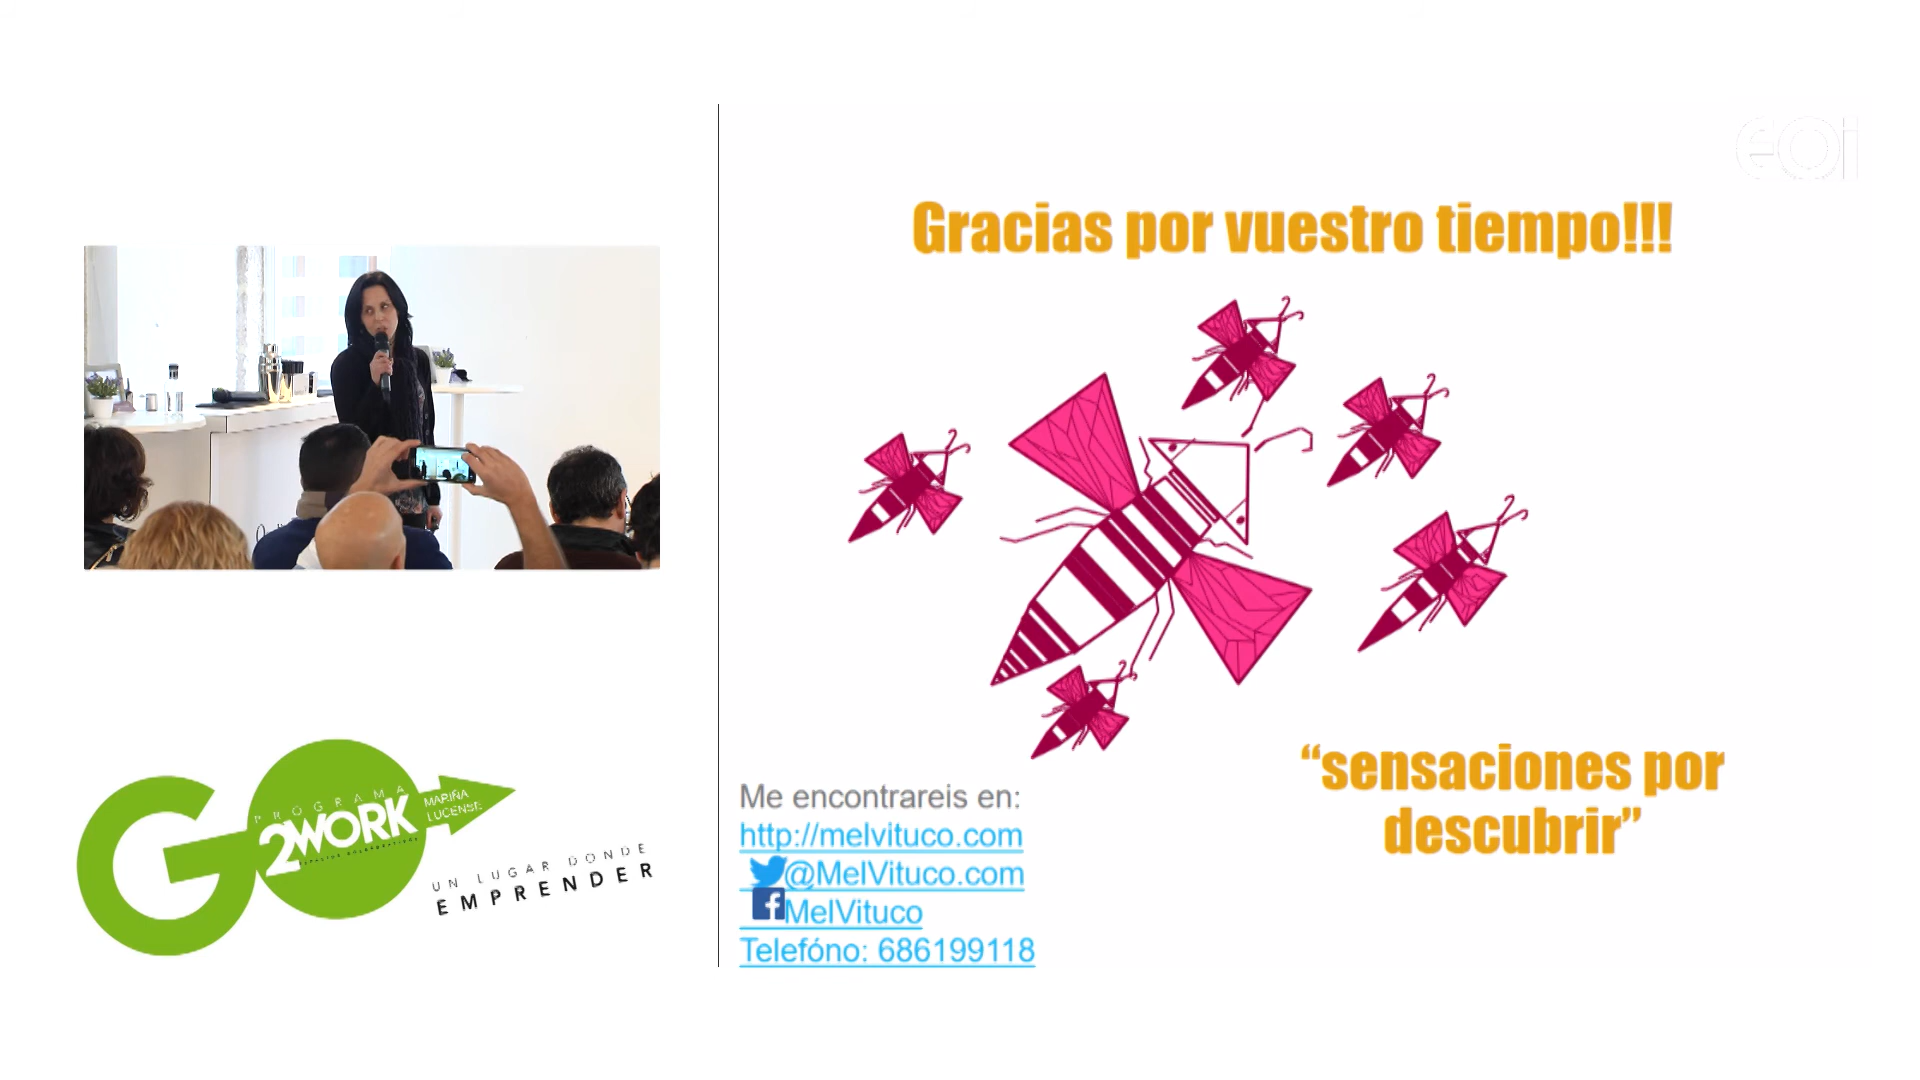 eoi
Gracias por vuestro tiempo!!!
“sensaciones por
descubrir”
Me encontrareis en:
http://melvituco.com
@MelVituco.com
MelVituco
Telefóno: 686199118
GO
PROGRAMA
2WORK
MARIÑA
LUCENSE
UN LUGAR DONDE
EMPRENDER